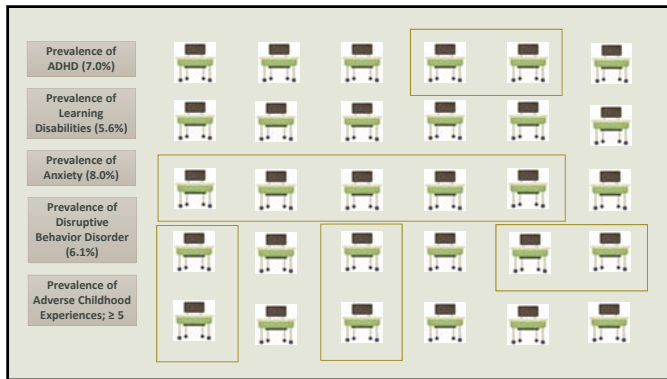 Prevalence of
ADHD (7.0%)
Prevalence of
Learning
Disabilities (5.6%)
Prevalence of
Anxiety (8.0%)
Prevalence of
Disruptive
Behavior Disorder
(6.1%)
Prevalence of
Adverse Childhood
Experiences; ≥ 5